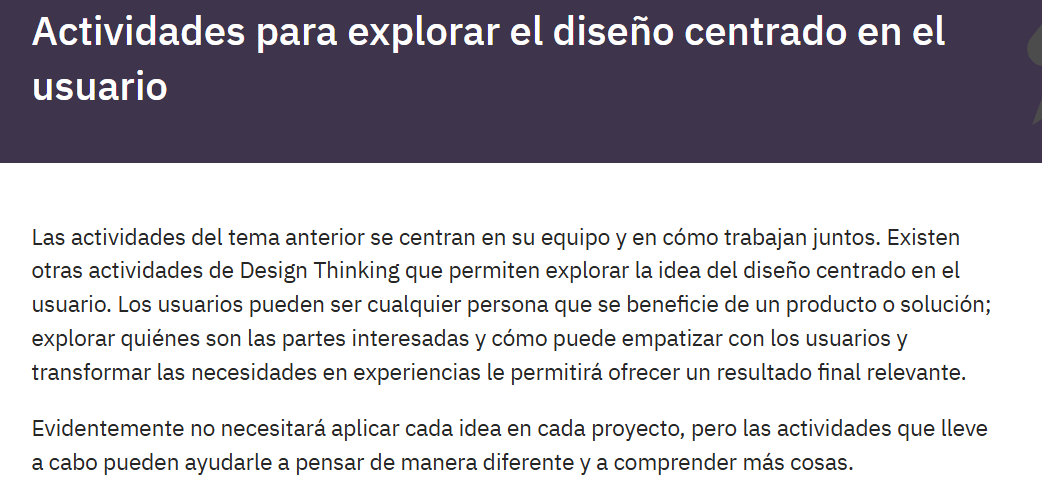 Actividades para explorar el diseño centrado en el
usuario
Las actividades del tema anterior se centran en su equipo y en cómo trabajan juntos. Existen
otras actividades de Design Thinking que permiten explorar la idea del diseño centrado en el
usuario. Los usuarios pueden ser cualquier persona que se beneficie de un producto o solución;
explorar quiénes son las partes interesadas y cómo puede empatizar con los usuarios y
transformar las necesidades en experiencias le permitirá ofrecer un resultado final relevante.
Evidentemente no necesitará aplicar cada idea en cada proyecto, pero las actividades que lleve
a cabo pueden ayudarle a pensar de manera diferente y a comprender más cosas.